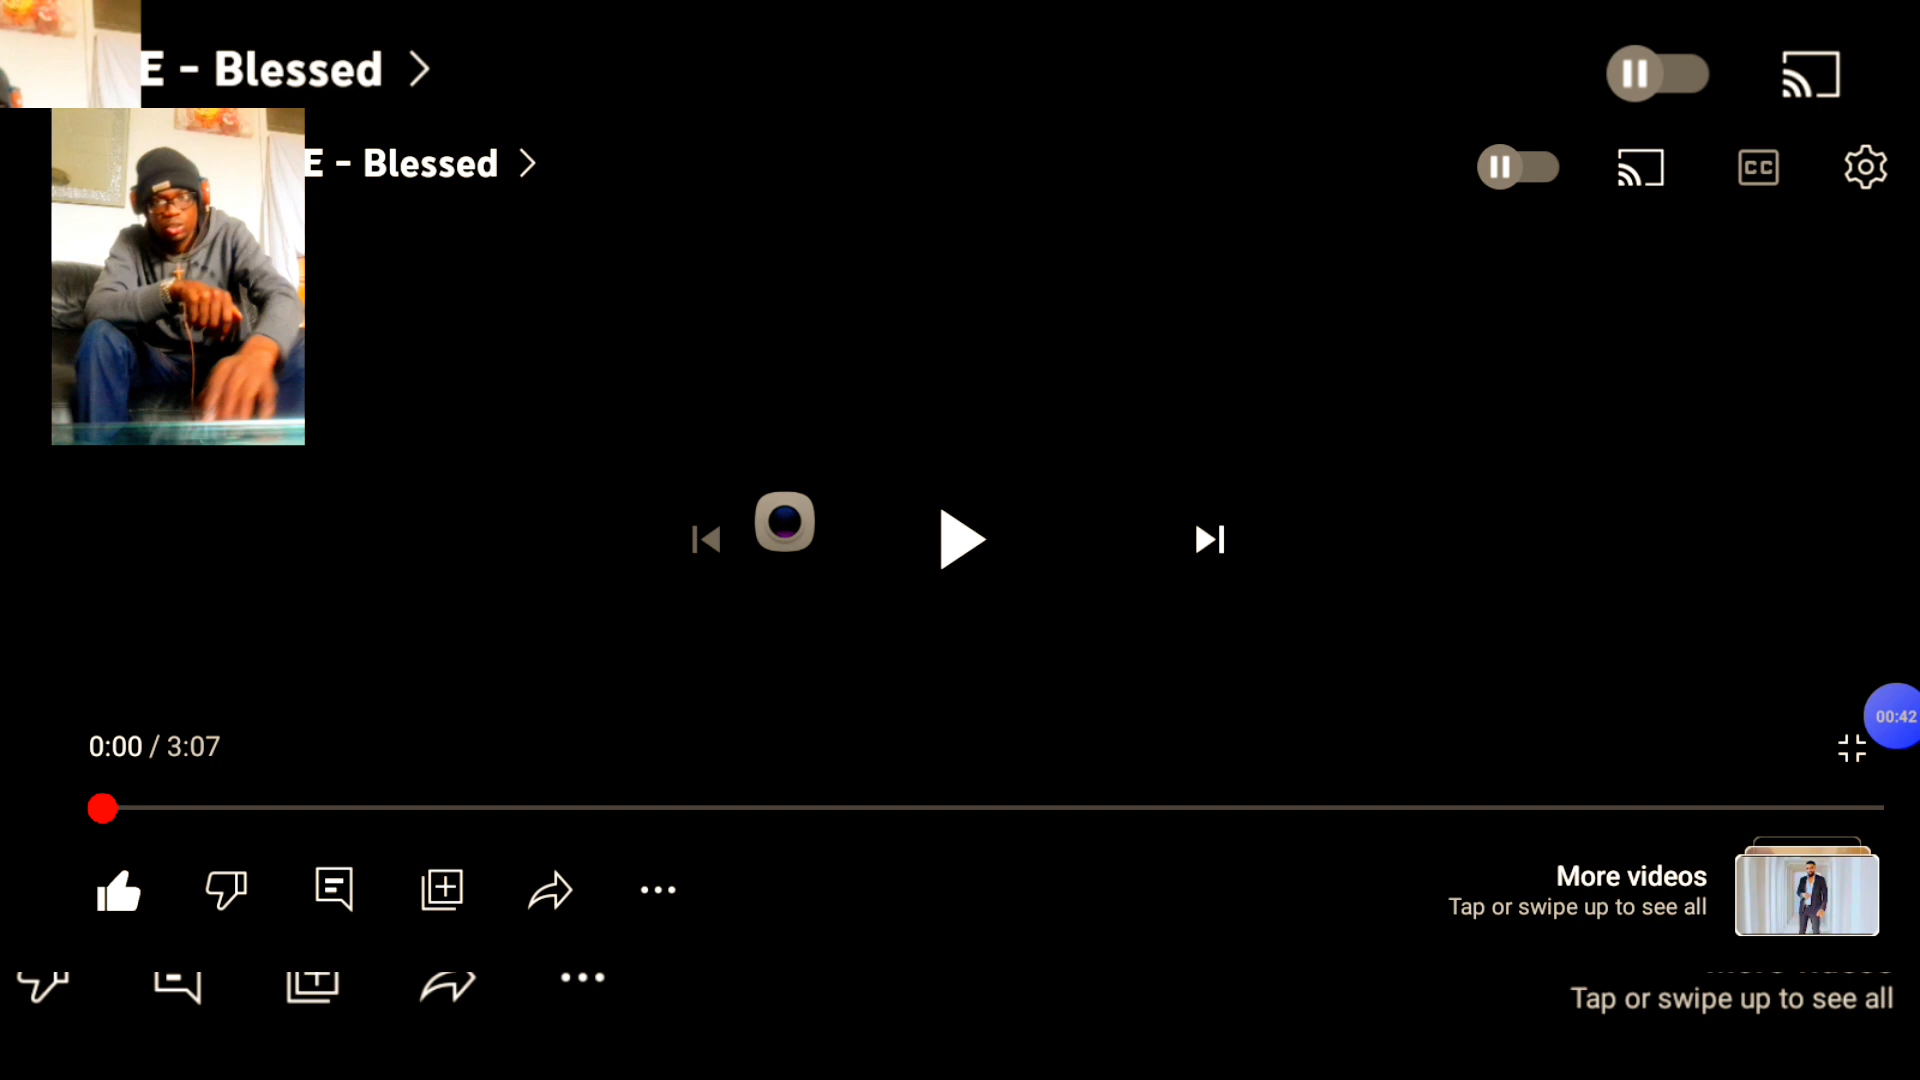 E - Blessed
E - Blessed
CC
00:42
0:00 / 3:07
More videos
Tap or swipe up to see all
Tap or swipe up to see all